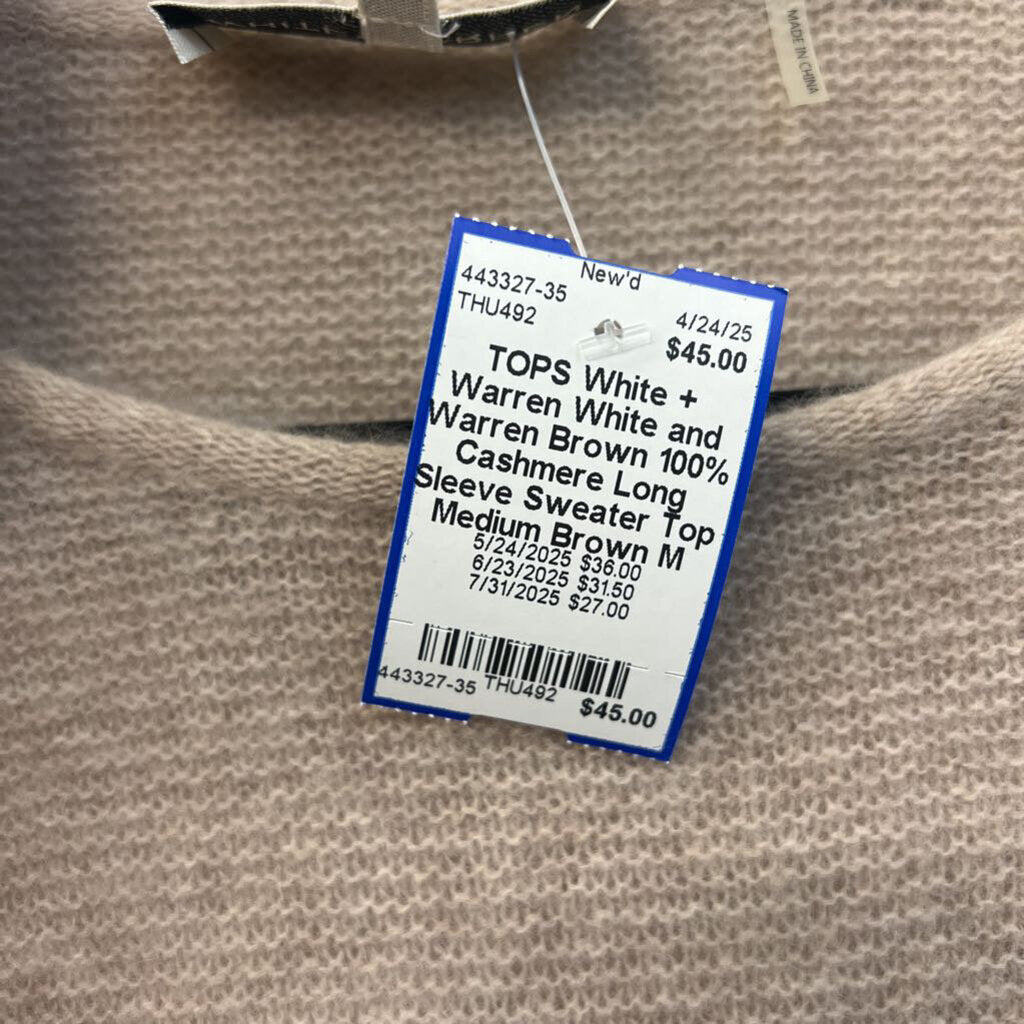 MADE IN CHINA
New'd
443327-35
THU492
4/24/25
$45.00
TOPS White +
Warren White and
Warren Brown 100%
Cashmere Long
Sleeve Sweater Top
Medium Brown M
5/24/2025 $36.00
6/23/2025 $31.50
7/31/2025 $27.00
443327-35 THU492
$45.00